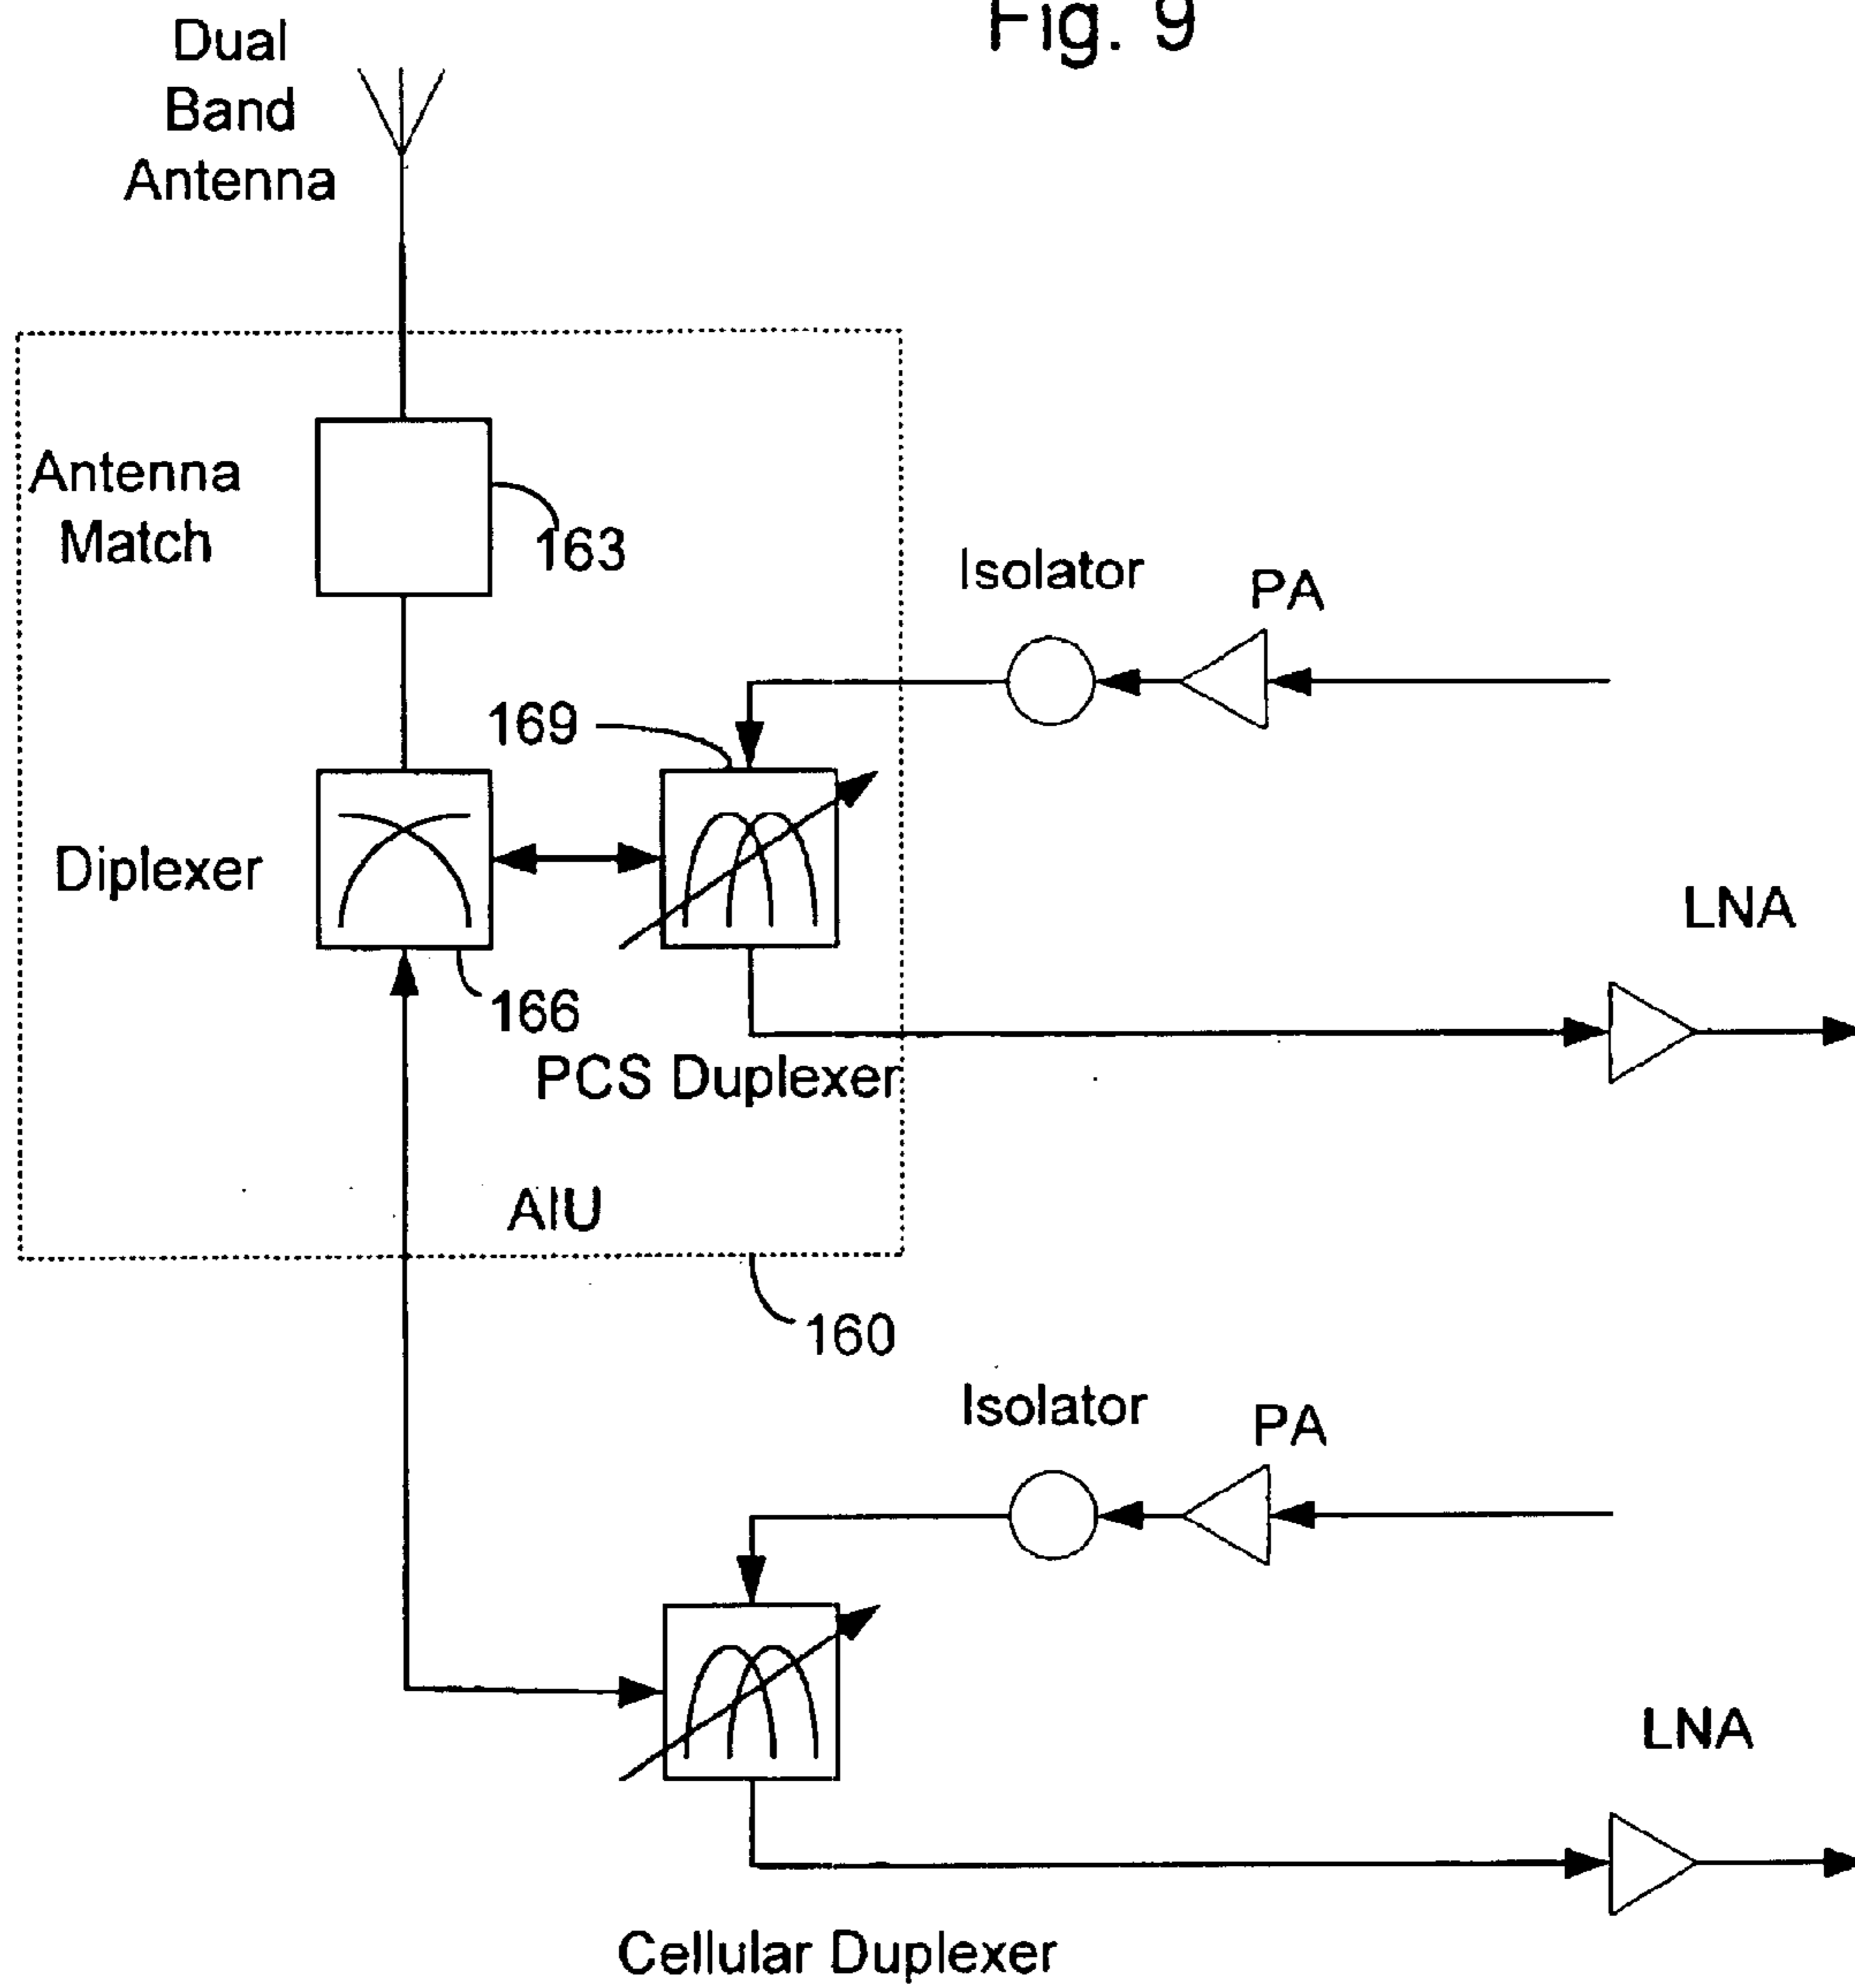 Fig. 9
Dual
Band
Antenna
Antenna
Match
163
Isolator
PA
169
Diplexer
166
LNA
PCS Duplexer
AIU
160
Isolator
PA
LNA
Cellular Duplexer